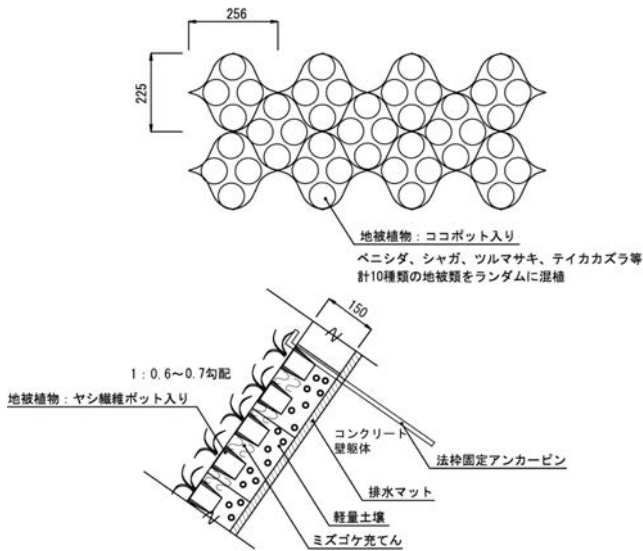 256
225
地被植物：ココポット入り
ベニシダ、シャガ、ツルマサキ、テイカカズラ等
計10種類の地被類をランダムに混植
150
1：0.6～0.7勾配
地被植物：ヤシ繊維ポット入り
コンクリート
壁躯体
法枠固定アンカーピン
排水マット
軽量土壌
ミズゴケ充てん